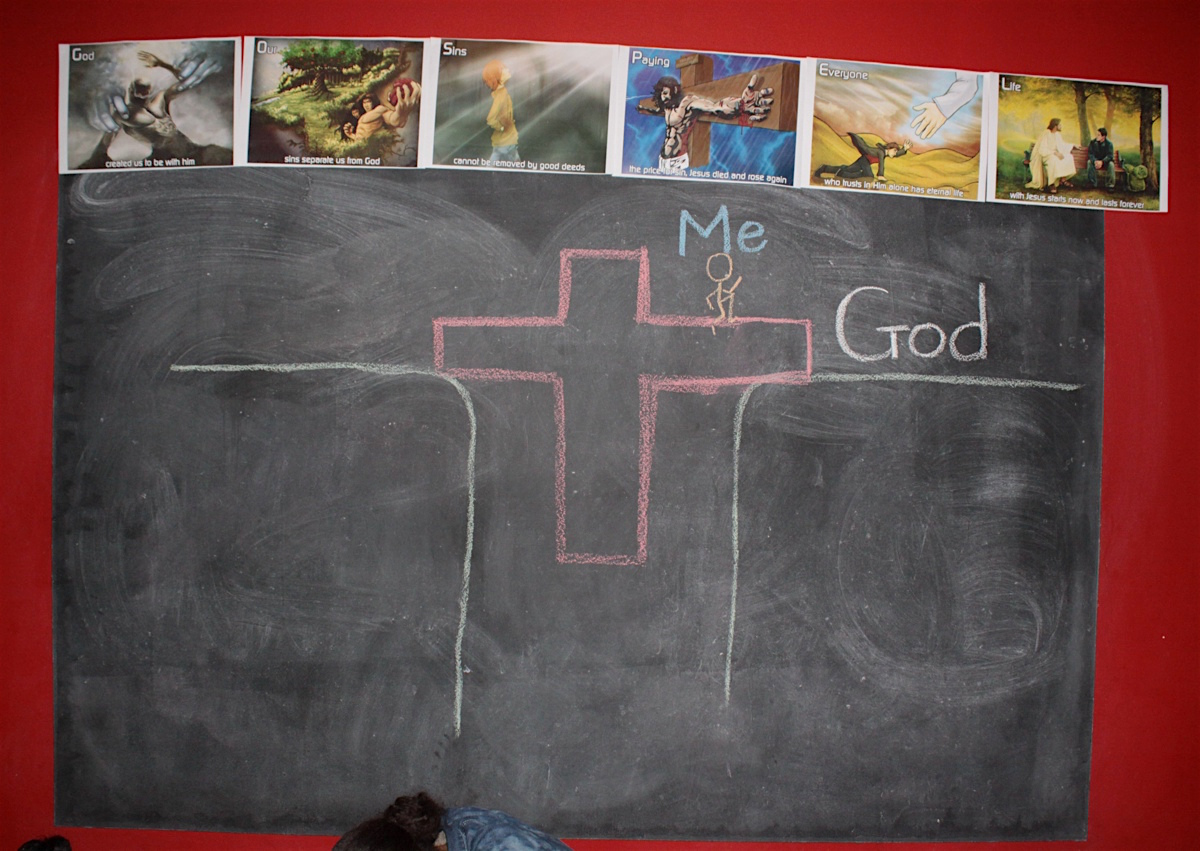 God
created us to be with him
Our
sins separate us from God
Sins
cannot be removed by good deeds
Paying
the price for sin, Jesus died and rose again
Everyone
who trusts in Him alone has eternal life.
Life
with Jesus starts now and lasts forever
Me
God